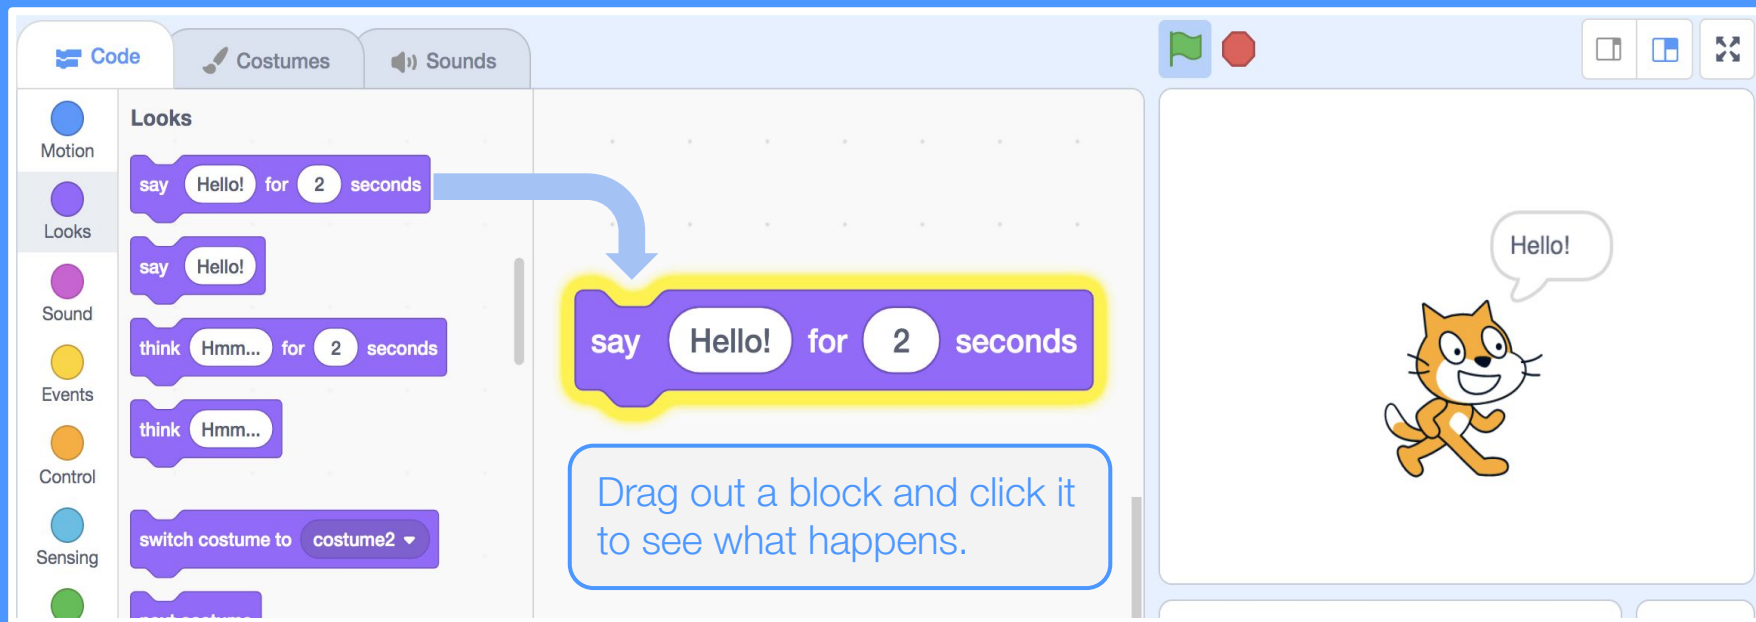 Code
Costumes
Sounds
Motion
Looks
Sound
Events
Control
Sensing
Looks
say Hello! for 2 seconds
say Hello!
think Hmm... for 2 seconds
think Hmm...
switch costume to costume2
next costume
say Hello! for 2 seconds
Drag out a block and click it
to see what happens.
Hello!